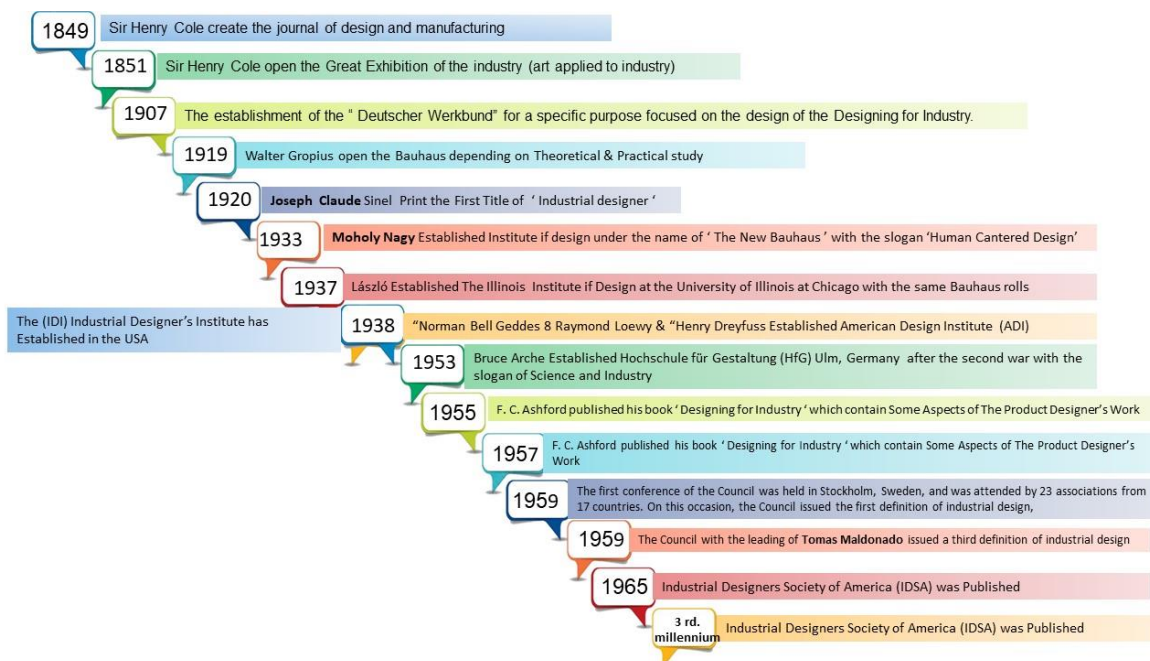 1849
Sir Henry Cole create the journal of design and manufacturing
1851
Sir Henry Cole open the Great Exhibition of the industry (art applied to industry)
1907
The establishment of the “ Deutscher Werkbund” for a specific purpose focused on the design of the Designing for Industry.
1919
Walter Gropius open the Bauhaus depending on Theoretical & Practical study
1920
Joseph Claude Sinel Print the First Title of ‘ Industrial designer ‘
1933
Moholy Nagy Established Institute if design under the name of ‘ The New Bauhaus ’ with the slogan ‘Human Cantered Design’
1937
László Established The Illinois Institute if Design at the University of Illinois at Chicago with the same Bauhaus rolls
The (IDI) Industrial Designer’s Institute has
Established in the USA
1938
“Norman Bell Geddes 8 Raymond Loewy & “Henry Dreyfuss Established American Design Institute (ADI)
1953
Bruce Arche Established Hochschule für Gestaltung (HfG) Ulm, Germany after the second war with the
slogan of Science and Industry
1955
F. C. Ashford published his book ‘ Designing for Industry ‘ which contain Some Aspects of The Product Designer’s Work
1957
F. C. Ashford published his book ‘ Designing for Industry ‘ which contain Some Aspects of The Product Designer’s
Work
1959
The first conference of the Council was held in Stockholm, Sweden, and was attended by 23 associations from
17 countries. On this occasion, the Council issued the first definition of industrial design,
1959
The Council with the leading of Tomas Maldonado issued a third definition of industrial design
1965
Industrial Designers Society of America (IDSA) was Published
3 rd.
millennium
Industrial Designers Society of America (IDSA) was Published